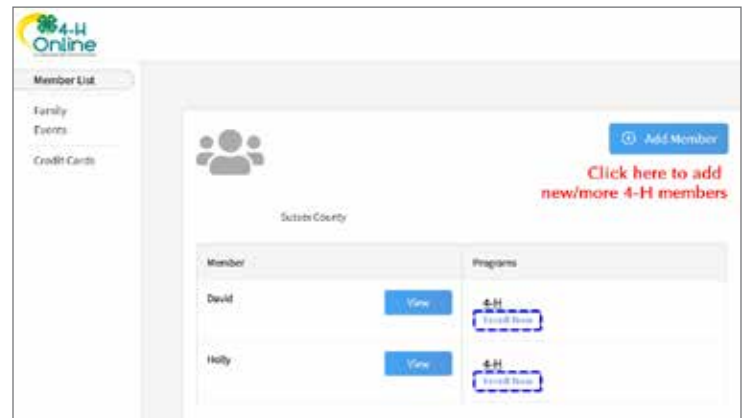 4-H
Online
Member List
Family
Events
Credit Cards
Add Member
Click here to add
new/more 4-H members
Sussex County
Member
Programs
David
View
4-H
Enroll Now
Holly
View
4-H
Enroll Now